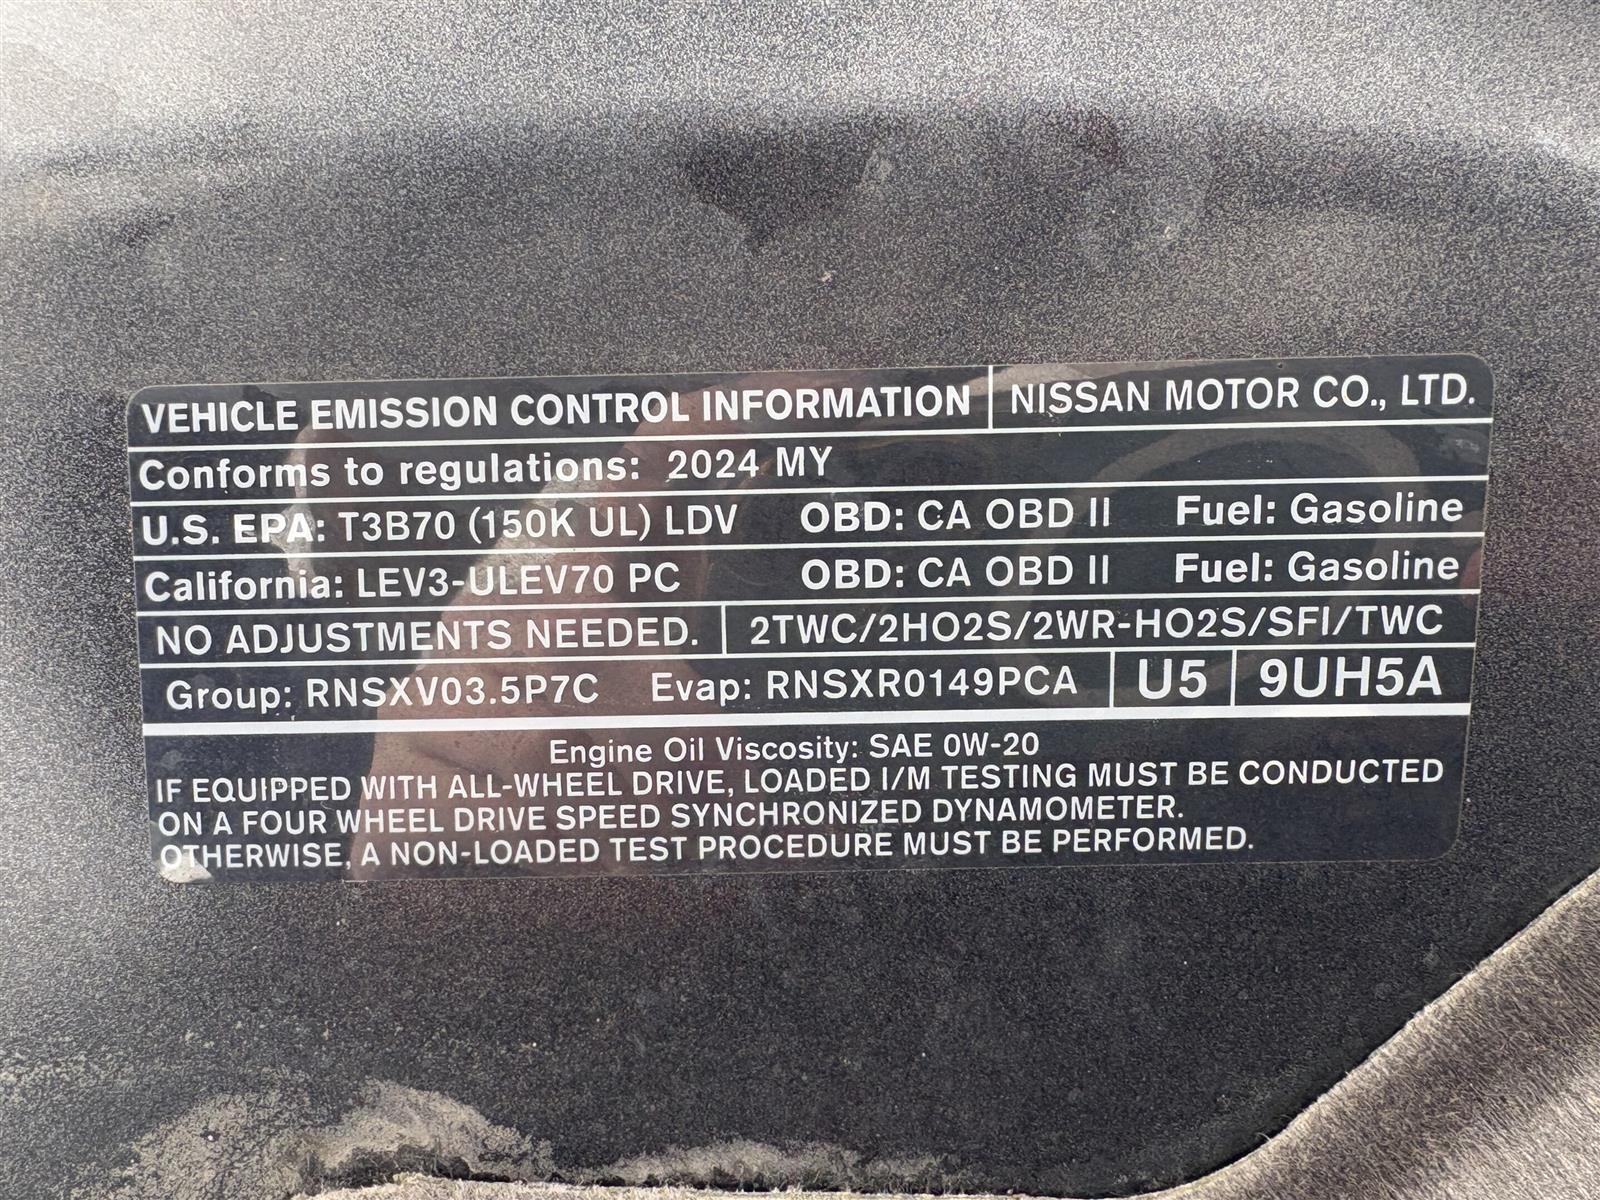 VEHICLE EMISSION CONTROL INFORMATION NISSAN MOTOR CO., LTD.
Conforms to regulations: 2024 MY
U.S. EPA: T3B70 (150K UL) LDV OBD: CA OBD II Fuel: Gasoline
California: LEV3-ULEV70 PC OBD: CA OBD II Fuel: Gasoline
NO ADJUSTMENTS NEEDED. 2TWC/2HO2S/2WR-HO2S/SFI/TWC
Group: RNSXV03.5P7C Evap: RNSXR0149PCA U5 9UH5A
Engine Oil Viscosity: SAE 0W-20
IF EQUIPPED WITH ALL-WHEEL DRIVE, LOADED I/M TESTING MUST BE CONDUCTED
ON A FOUR WHEEL DRIVE SPEED SYNCHRONIZED DYNAMOMETER.
OTHERWISE, A NON-LOADED TEST PROCEDURE MUST BE PERFORMED.